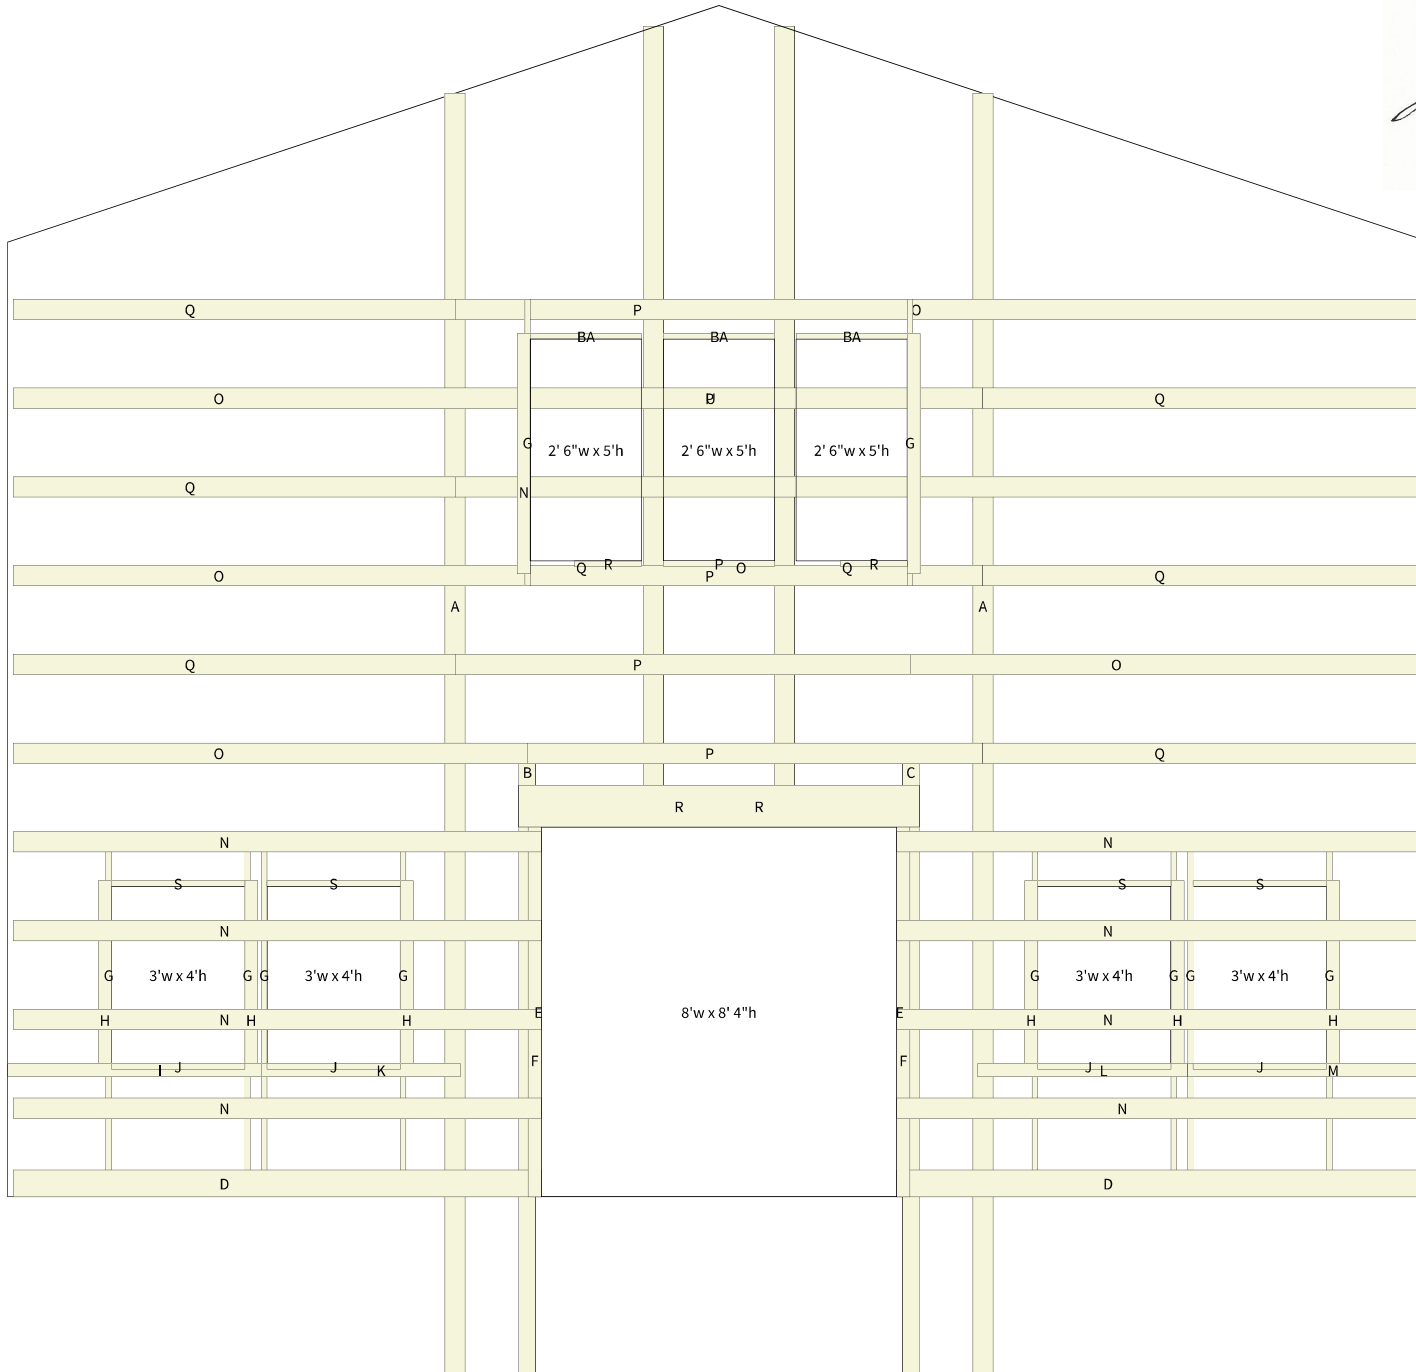 Q P O
BA BA BA
O Q
G 2' 6"w x 5'h 2' 6"w x 5'h 2' 6"w x 5'h G
Q N
Q R P O Q R
O P Q
A A
Q P O
O P Q
B C
R R
N N
S S S S
N N
G 3'w x 4'h G G 3'w x 4'h G G 3'w x 4'h G G 3'w x 4'h G
E 8'w x 8' 4"h E
H N H H H N H H
F F
I J J K J L J M
N N
D D